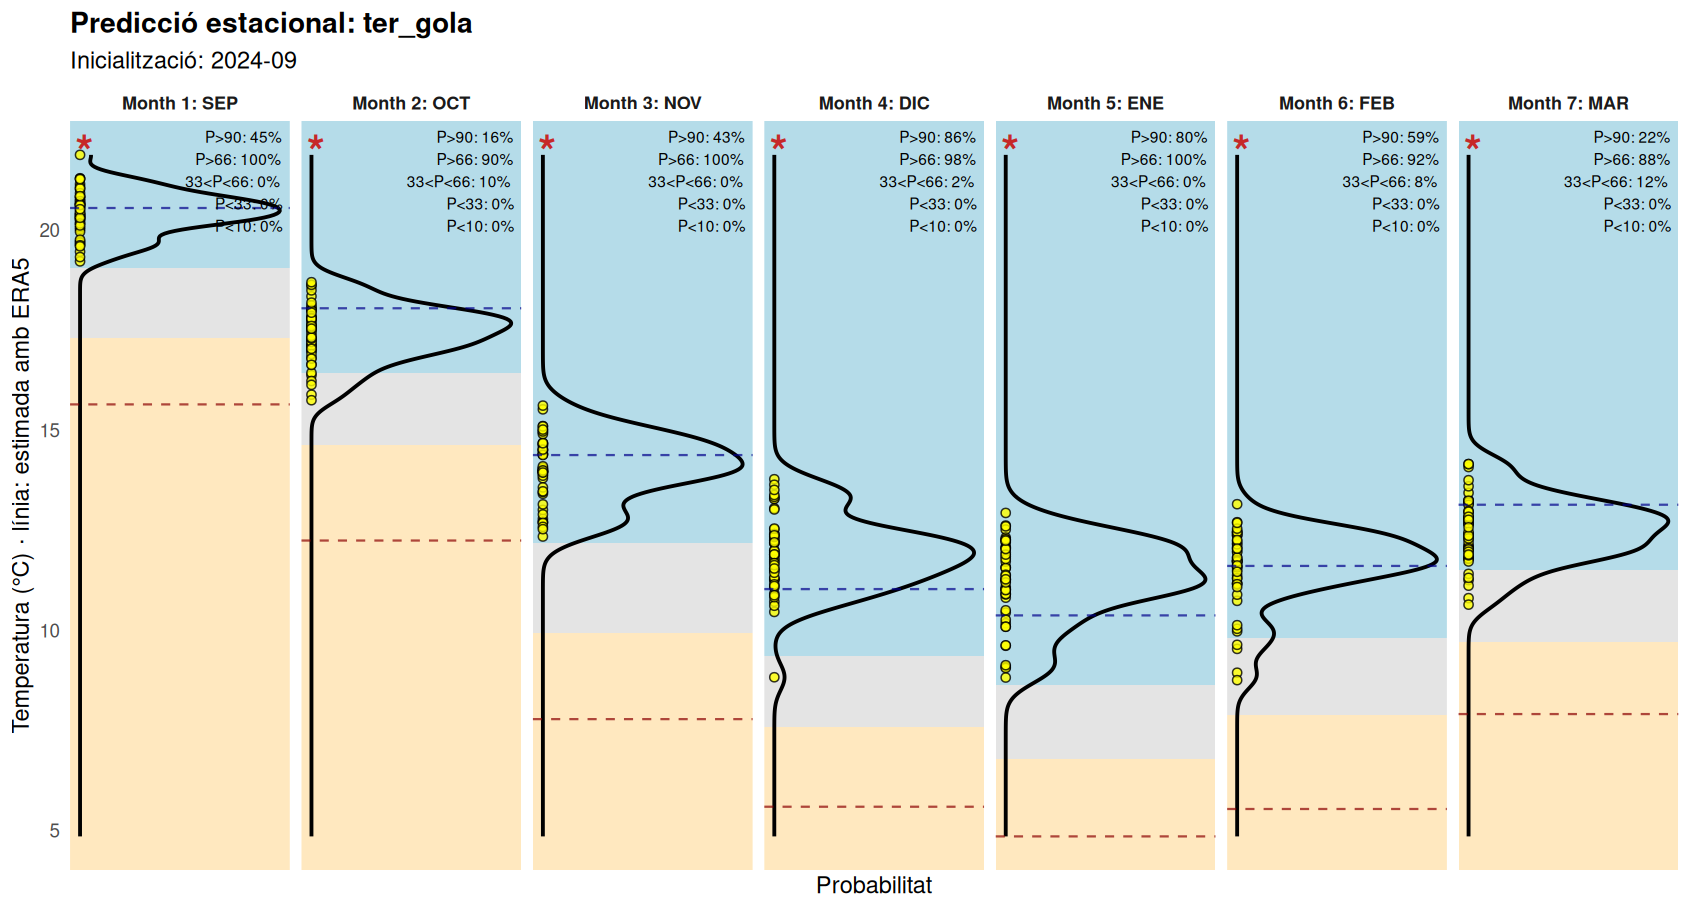 Predicció estacional: ter_gola
Inicialització: 2024-09
Month 1: SEP
Month 2: OCT
Month 3: NOV
Month 4: DIC
Month 5: ENE
Month 6: FEB
Month 7: MAR
*
P>90: 45%
P>66: 100%
33<P<66: 0%
P<33: 0%
P<10: 0%
*
P>90: 16%
P>66: 90%
33<P<66: 10%
P<33: 0%
P<10: 0%
*
P>90: 43%
P>66: 100%
33<P<66: 0%
P<33: 0%
P<10: 0%
*
P>90: 86%
P>66: 98%
33<P<66: 2%
P<33: 0%
P<10: 0%
*
P>90: 80%
P>66: 100%
33<P<66: 0%
P<33: 0%
P<10: 0%
*
P>90: 59%
P>66: 92%
33<P<66: 8%
P<33: 0%
P<10: 0%
*
P>90: 22%
P>66: 88%
33<P<66: 12%
P<33: 0%
P<10: 0%
20
15
10
5
Temperatura (°C) · línia: estimada amb ERA5
Probabilitat